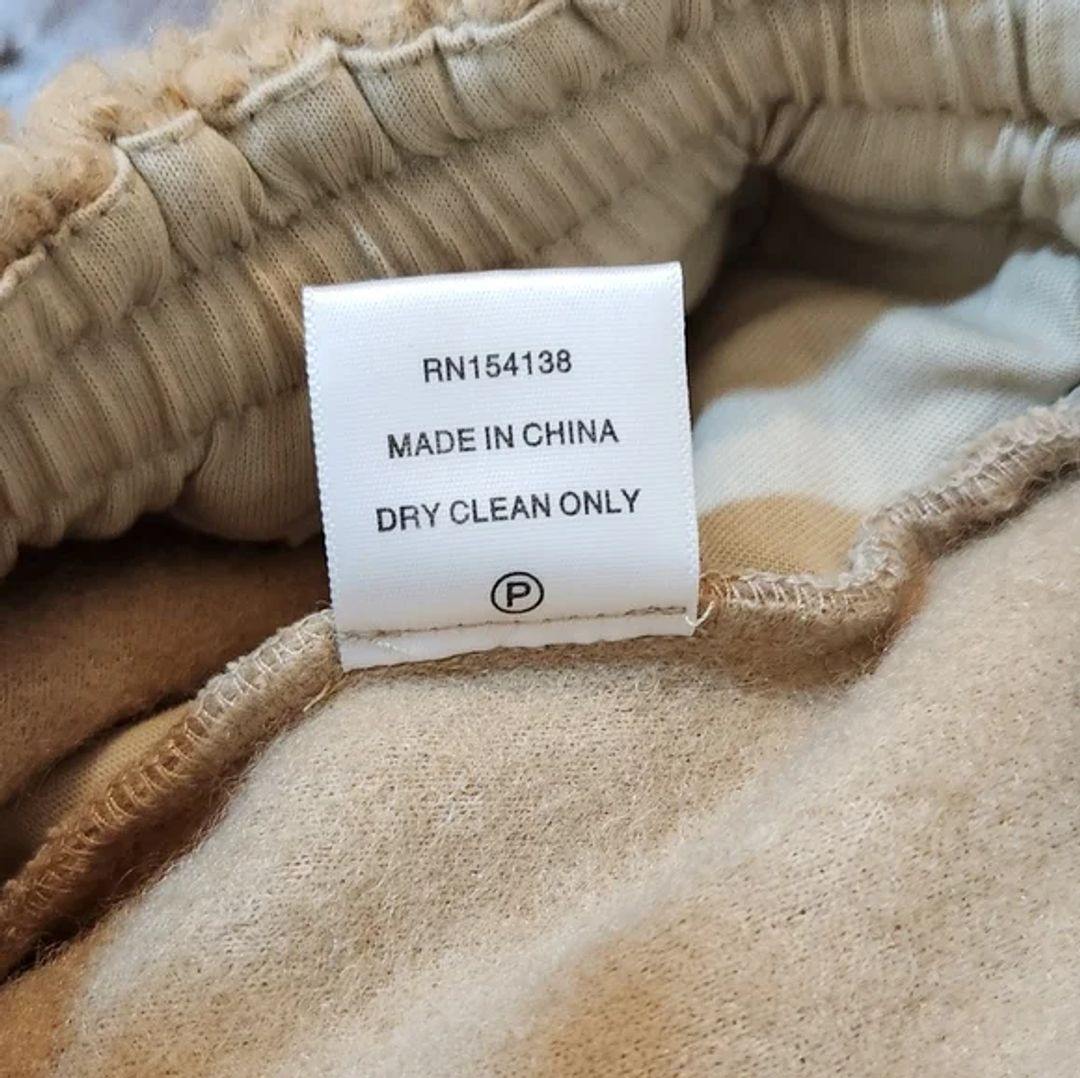 RN154138
MADE IN CHINA
DRY CLEAN ONLY
P